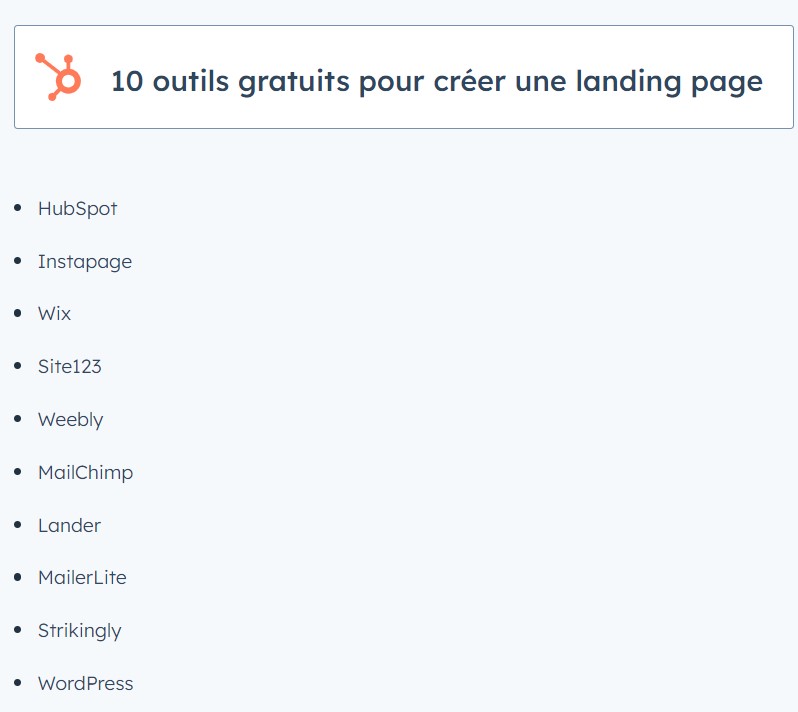 10 outils gratuits pour créer une landing page
HubSpot
Instapage
Wix
Site123
Weebly
MailChimp
Lander
MailerLite
Strikingly
WordPress